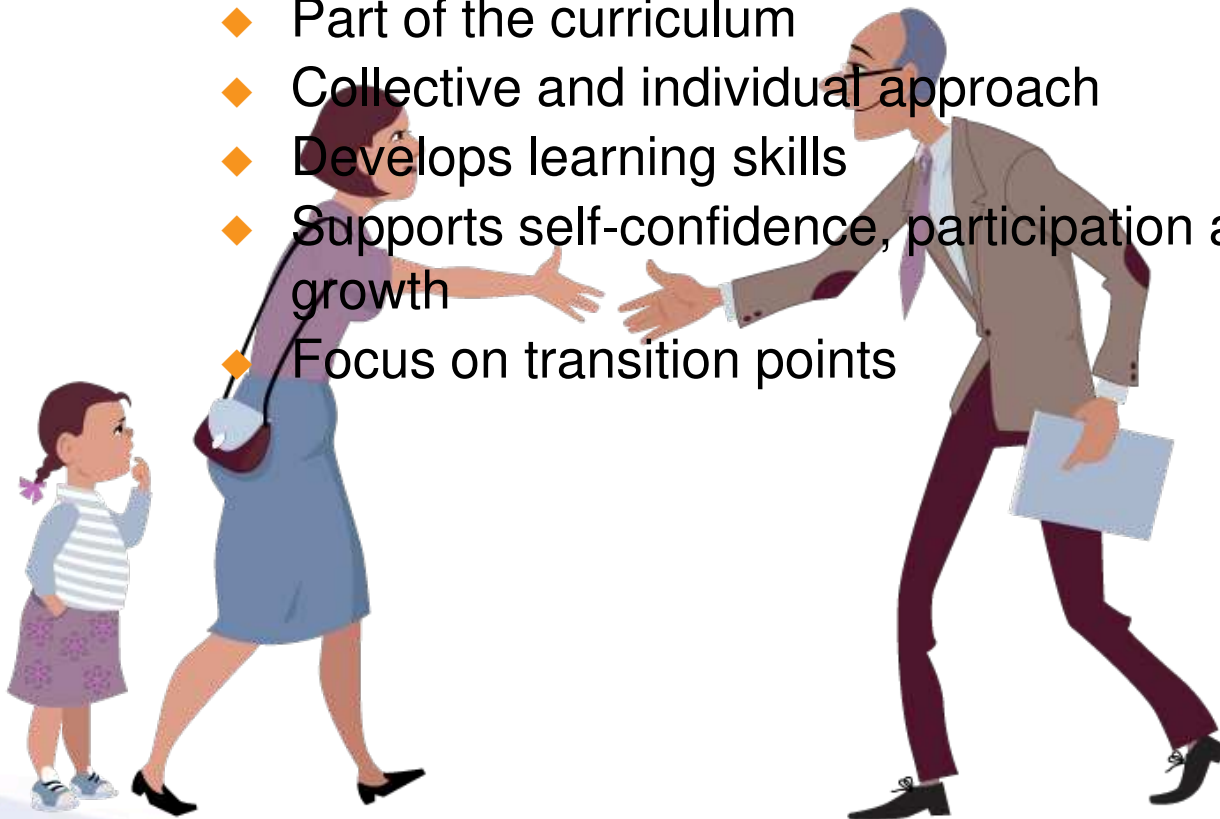 ◆ Part of the curriculum
◆ Collective and individual approach
◆ Develops learning skills
◆ Supports self-confidence, participation
growth
◆ Focus on transition points